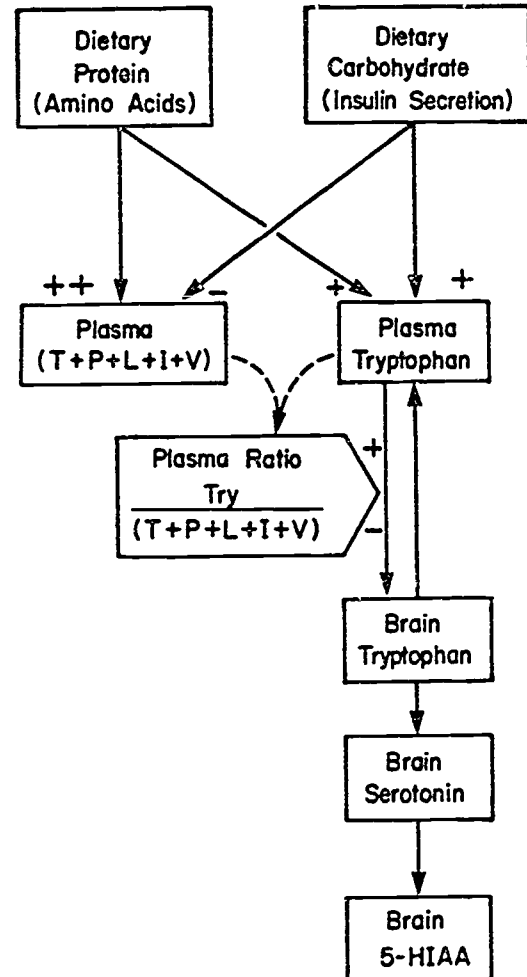 Dietary
Protein
(Amino Acids)
Dietary
Carbohydrate
(Insulin Secretion)
++
-
+
+
Plasma
(T+P+L+I+V)
Plasma
Tryptophan
Plasma Ratio
Try
(T+P+L+I+V)
+
-
Brain
Tryptophan
Brain
Serotonin
Brain
5-HIAA